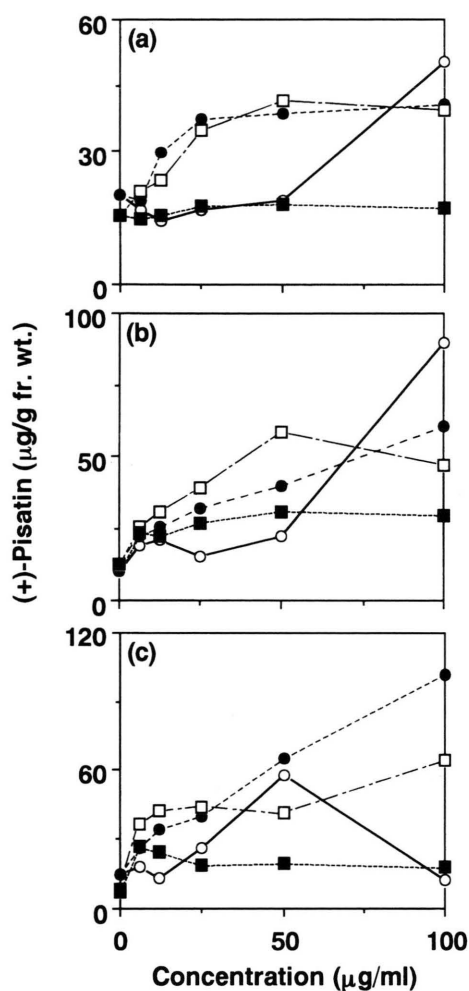 (a)
60
30
0
(b)
100
50
0
(c)
120
60
0
(+)-Pisatin (μg/g fr. wt.)
0
50
100
Concentration (μg/ml)